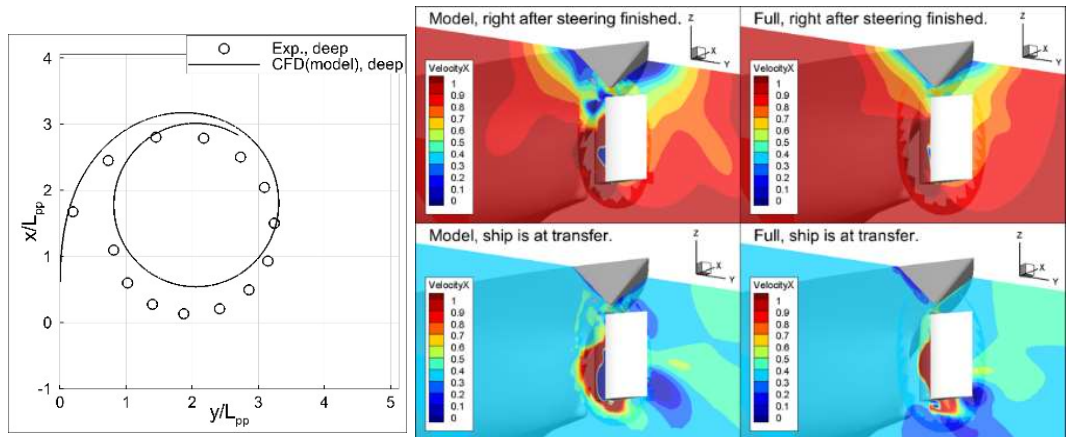 Exp., deep
CFD(model), deep
4
3
2
1
0
-1
x/Lpp
0 1 2 3 4 5
y/Lpp
Model, right after steering finished.
Z
X
Y
VelocityX
1
0.9
0.8
0.7
0.6
0.5
0.4
0.3
0.2
0.1
0
Full, right after steering finished.
Z
X
Y
VelocityX
1
0.9
0.8
0.7
0.6
0.5
0.4
0.3
0.2
0.1
0
Model, ship is at transfer.
Z
X
Y
VelocityX
1
0.9
0.8
0.7
0.6
0.5
0.4
0.3
0.2
0.1
0
Full, ship is at transfer.
Z
X
Y
VelocityX
1
0.9
0.8
0.7
0.6
0.5
0.4
0.3
0.2
0.1
0